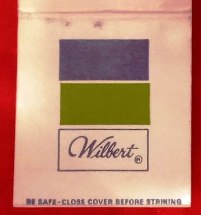 Wilbert®
BE SAFE-CLOSE COVER BEFORE STRIKING